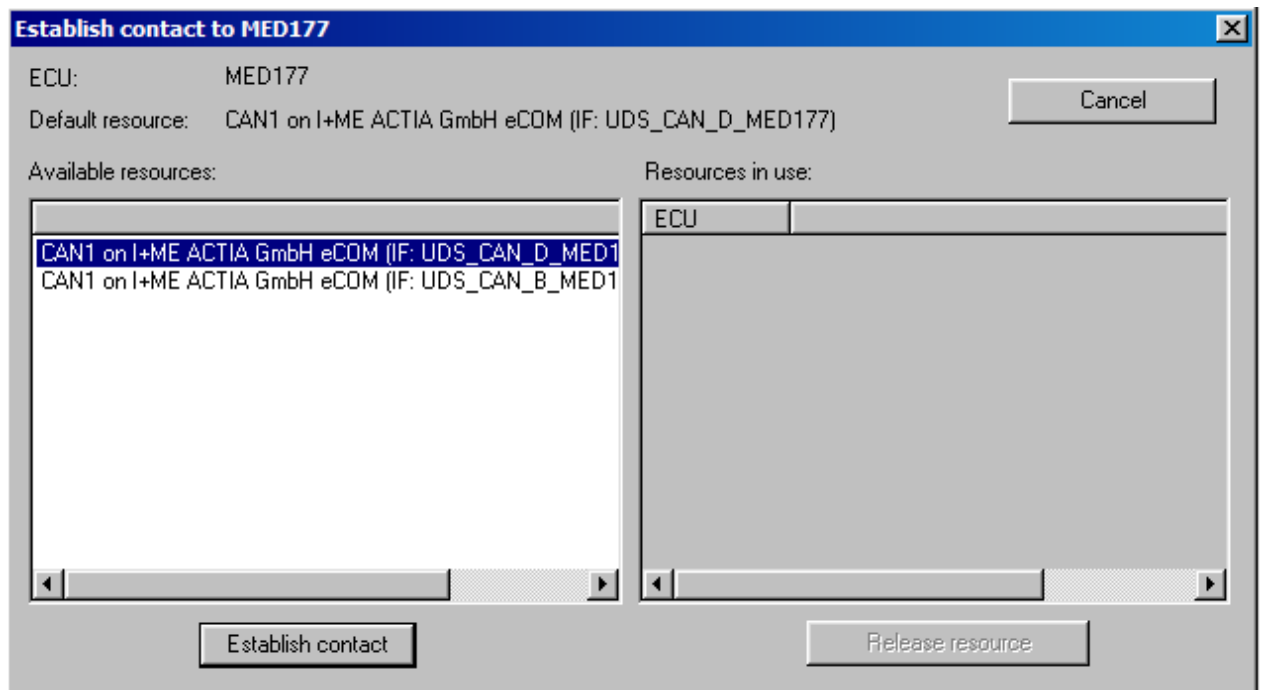 Establish contact to MED177
ECU: MED177
Cancel
Default resource: CAN1 on I+ME ACTIA GmbH eCOM (IF: UDS_CAN_D_MED177)
Available resources:
CAN1 on I+ME ACTIA GmbH eCOM (IF: UDS_CAN_D_MED1
CAN1 on I+ME ACTIA GmbH eCOM (IF: UDS_CAN_B_MED1
Establish contact
Resources in use:
ECU
Release resource